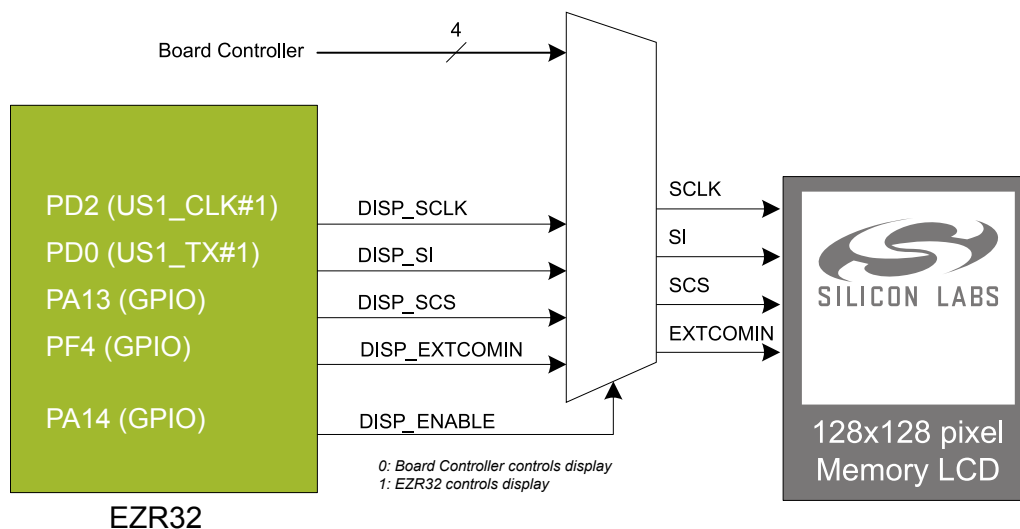 4
Board Controller
PD2 (US1_CLK#1)
PD0 (US1_TX#1)
PA13 (GPIO)
PF4 (GPIO)
PA14 (GPIO)
EZR32
DISP_SCLK
DISP_SI
DISP_SCS
DISP_EXTCOMIN
DISP_ENABLE
0: Board Controller controls display
1: EZR32 controls display
SCLK
SI
SCS
EXTCOMIN
SILICON LABS
128x128 pixel
Memory LCD